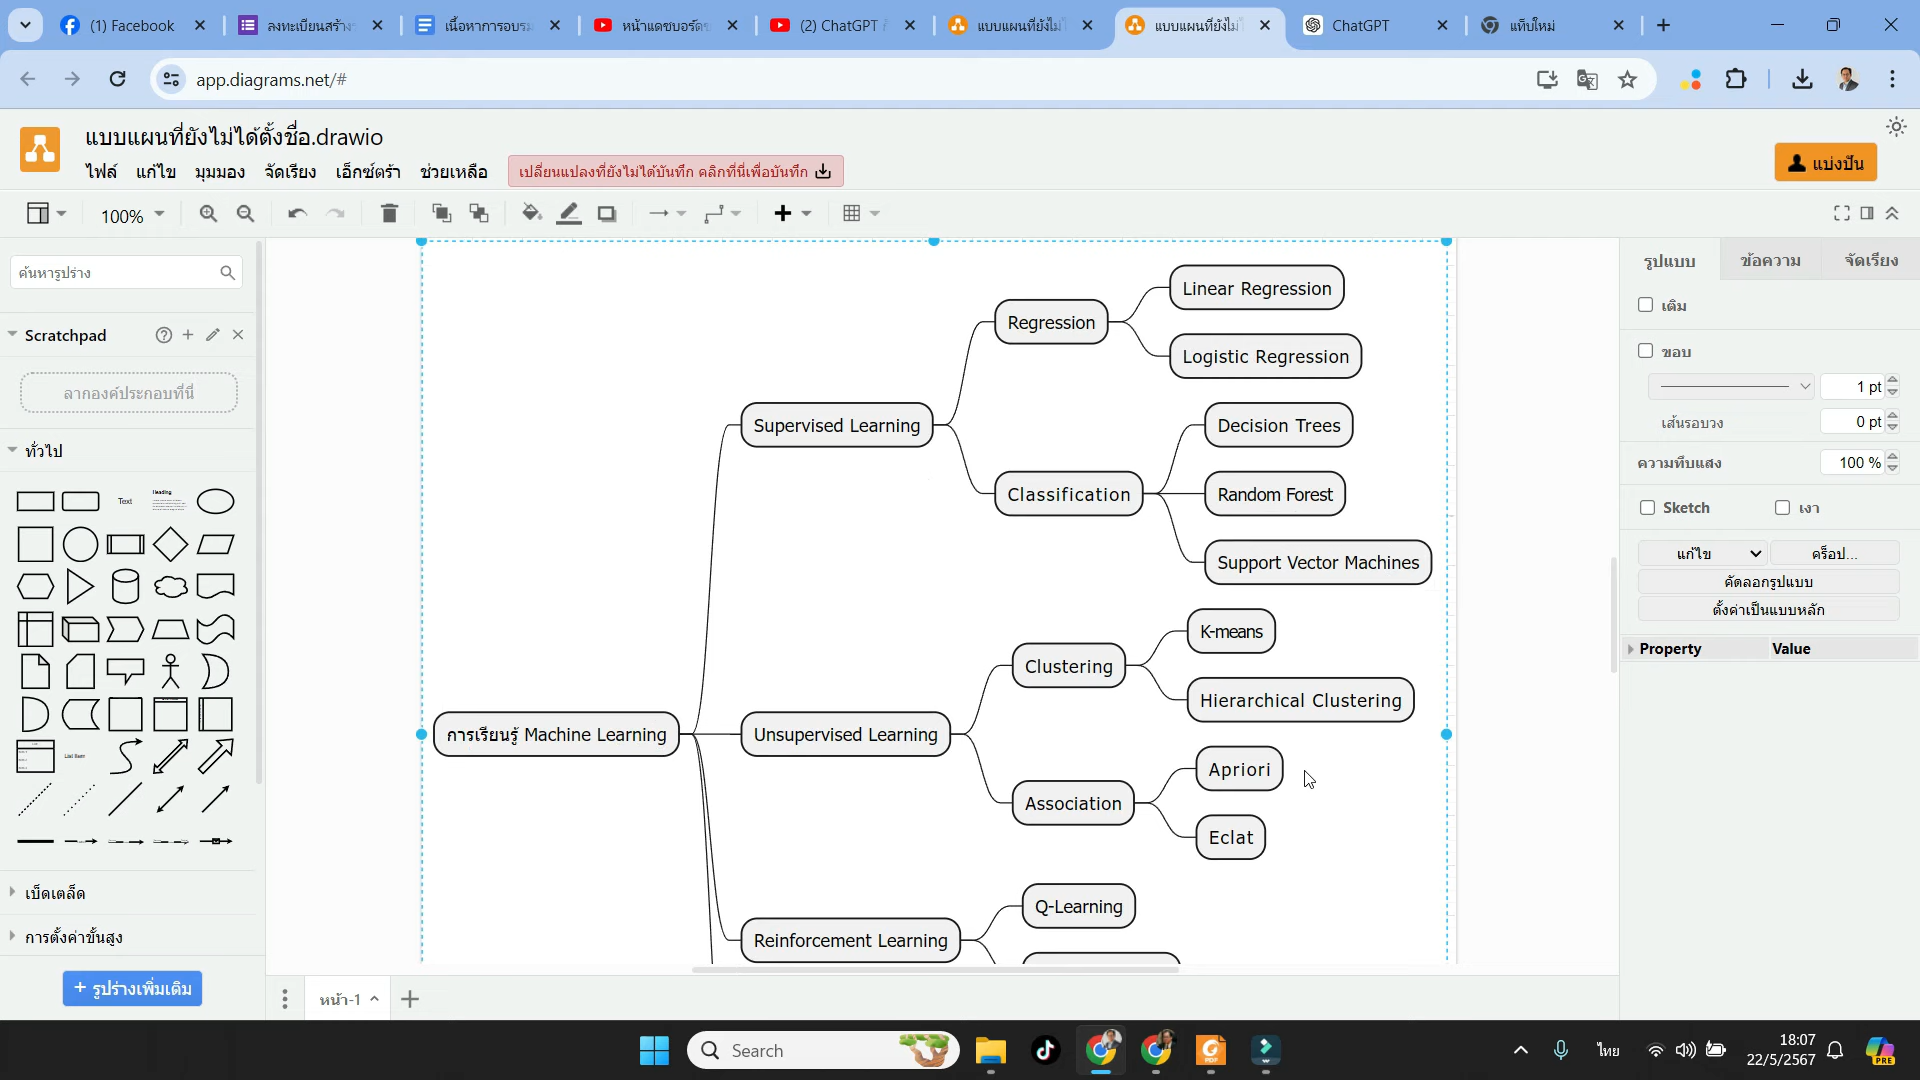 (1) Facebook
ลงทะเบียนสร้าง
เนื้อหาการอบรม
หน้าแดชบอร์ดข
(2) ChatGPT
แบบแผนที่ยังไม่
แบบแผนที่ยังไม่
ChatGPT
แท็บใหม่
app.diagrams.net/#
แบบแผนที่ยังไม่ได้ตั้งชื่อ.drawio
ไฟล์ แก้ไข มุมมอง จัดเรียง เอ็กซ์ตร้า ช่วยเหลือ
เปลี่ยนแปลงที่ยังไม่ได้บันทึก คลิกที่นี่เพื่อบันทึก
แบ่งปัน
100%
ค้นหารูปร่าง
Scratchpad
ลากองค์ประกอบที่นี่
ทั่วไป
Text
Heading
List Item
เบ็ดเตล็ด
การตั้งค่าขั้นสูง
+ รูปร่างเพิ่มเติม
การเรียนรู้ Machine Learning
Supervised Learning
Regression
Linear Regression
Logistic Regression
Classification
Decision Trees
Random Forest
Support Vector Machines
Unsupervised Learning
Clustering
K-means
Hierarchical Clustering
Association
Apriori
Eclat
Reinforcement Learning
Q-Learning
หน้า-1
รูปแบบ ข้อความ จัดเรียง
เติม
ขอบ
1 pt
เส้นรอบวง 0 pt
ความทึบแสง 100 %
Sketch เงา
แก้ไข คร็อป...
คัดลอกรูปแบบ
ตั้งค่าเป็นแบบหลัก
Property Value
Search
ไทย
18:07
22/5/2567
PRE